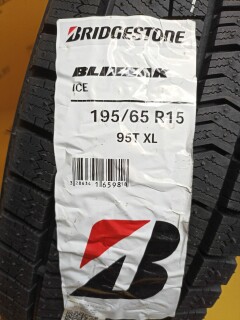 BRIDGESTONE
BLIZZAK
ICE
195/65 R15
95T XL